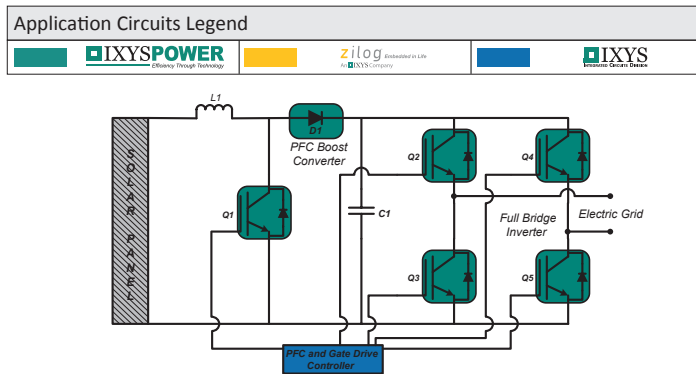 Application Circuits Legend
IXYSPOWER
Efficiency Through Technology
zilog Embedded in Life
An IXYS Company
IXYS
INTEGRATED CIRCUITS DIVISION
L1
D1
PFC Boost
Converter
SOLAR PANEL
Q1
C1
Q2
Q4
Full Bridge
Inverter
Electric Grid
Q3
Q5
PFC and Gate Drive
Controller